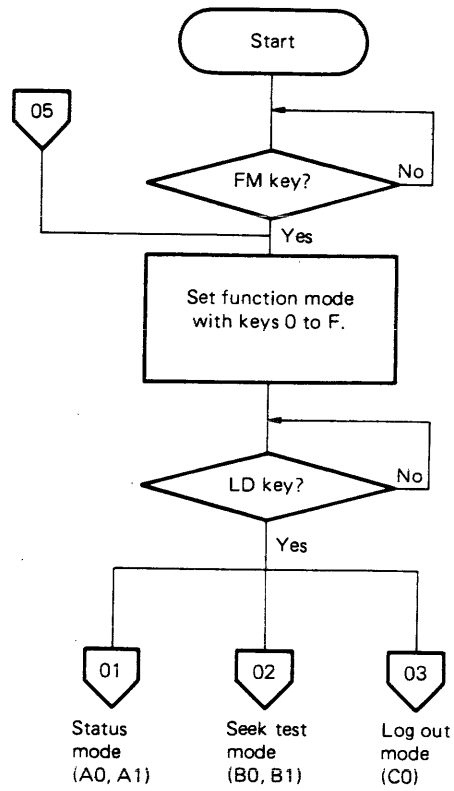 Start
05
FM key?
No
Yes
Set function mode
with keys 0 to F.
LD key?
No
Yes
01
02
03
Status
mode
(A0, A1)
Seek test
mode
(B0, B1)
Log out
mode
(C0)